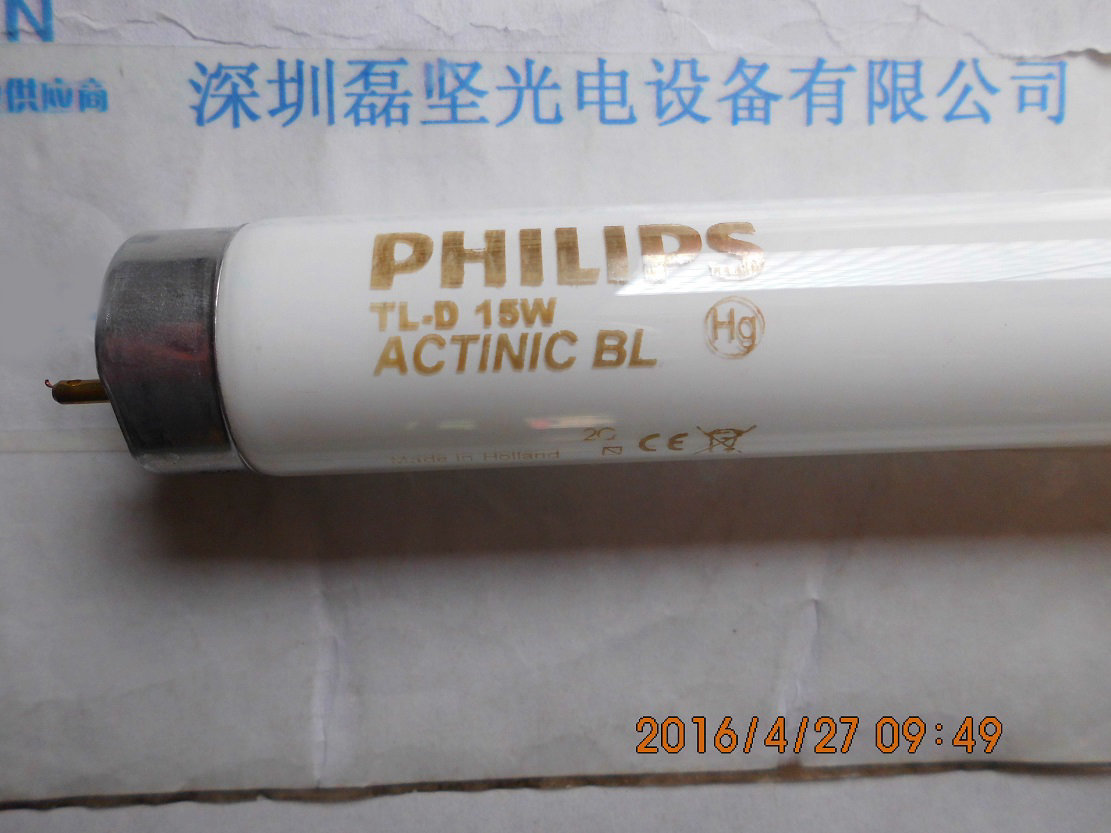 N
供应商
深圳磊坚光电设备有限公司
PHILIPS
TL-D 15W
ACTINIC BL
Hg
CE
Made in Holland
2016/4/27 09:49